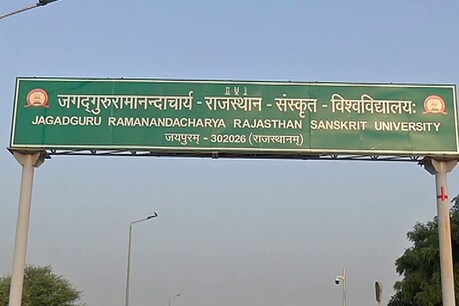 जगद्गुरुरामानन्दाचार्य - राजस्थान - संस्कृत - विश्वविद्यालयः
JAGADGURU RAMANANDACHARYA RAJASTHAN SANSKRIT UNIVERSITY
जयपुरम् - 302026 (राजस्थानम्)